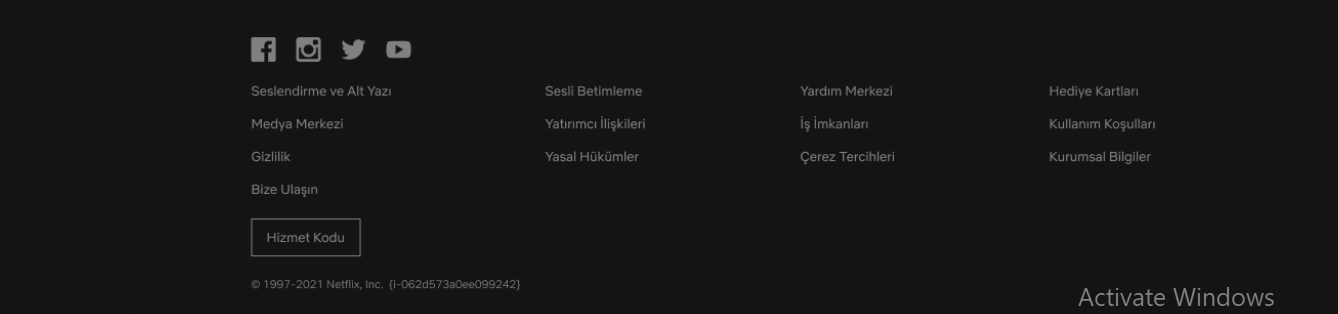 Seslendirme ve Alt Yazı Sesli Betimleme Yardım Merkezi Hediye Kartları
Medya Merkezi Yatırımcı İlişkileri İş İmkanları Kullanım Koşulları
Gizlilik Yasal Hükümler Çerez Tercihleri Kurumsal Bilgiler
Bize Ulaşın
Hizmet Kodu
© 1997-2021 Netflix, Inc. {i-062d573a0ee099242}
Activate Windows